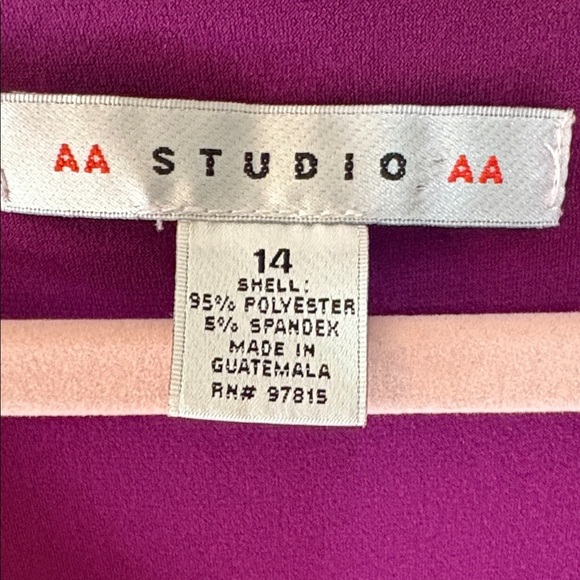 AA STUDIO AA
14
SHELL:
95% POLYESTER
5% SPANDEX
MADE IN
GUATEMALA
RN# 97815